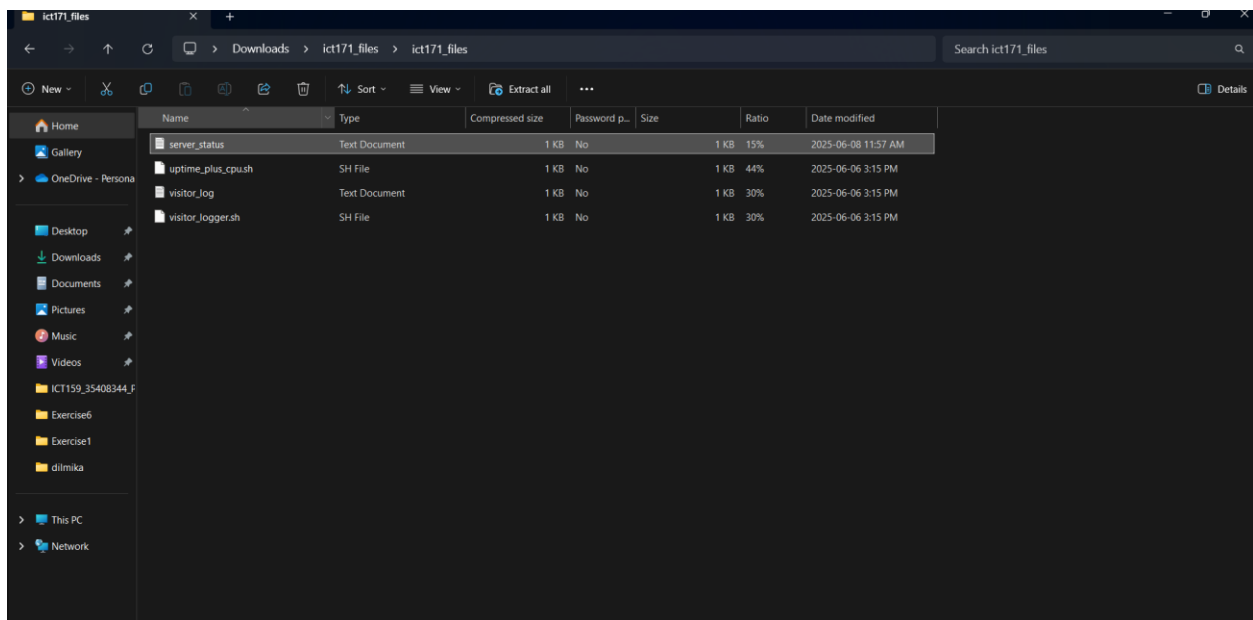 ict171_files
Downloads > ict171_files > ict171_files
Search ict171_files
New Sort View Extract all ... Details
Home
Gallery
OneDrive - Persona
Desktop
Downloads
Documents
Pictures
Music
Videos
ICT159_35408344_F
Exercise6
Exercise1
dilmika
This PC
Network
Name Type Compressed size Password p... Size Ratio Date modified
server_status Text Document 1 KB No 1 KB 15% 2025-06-08 11:57 AM
uptime_plus_cpu.sh SH File 1 KB No 1 KB 44% 2025-06-06 3:15 PM
visitor_log Text Document 1 KB No 1 KB 30% 2025-06-06 3:15 PM
visitor_logger.sh SH File 1 KB No 1 KB 30% 2025-06-06 3:15 PM